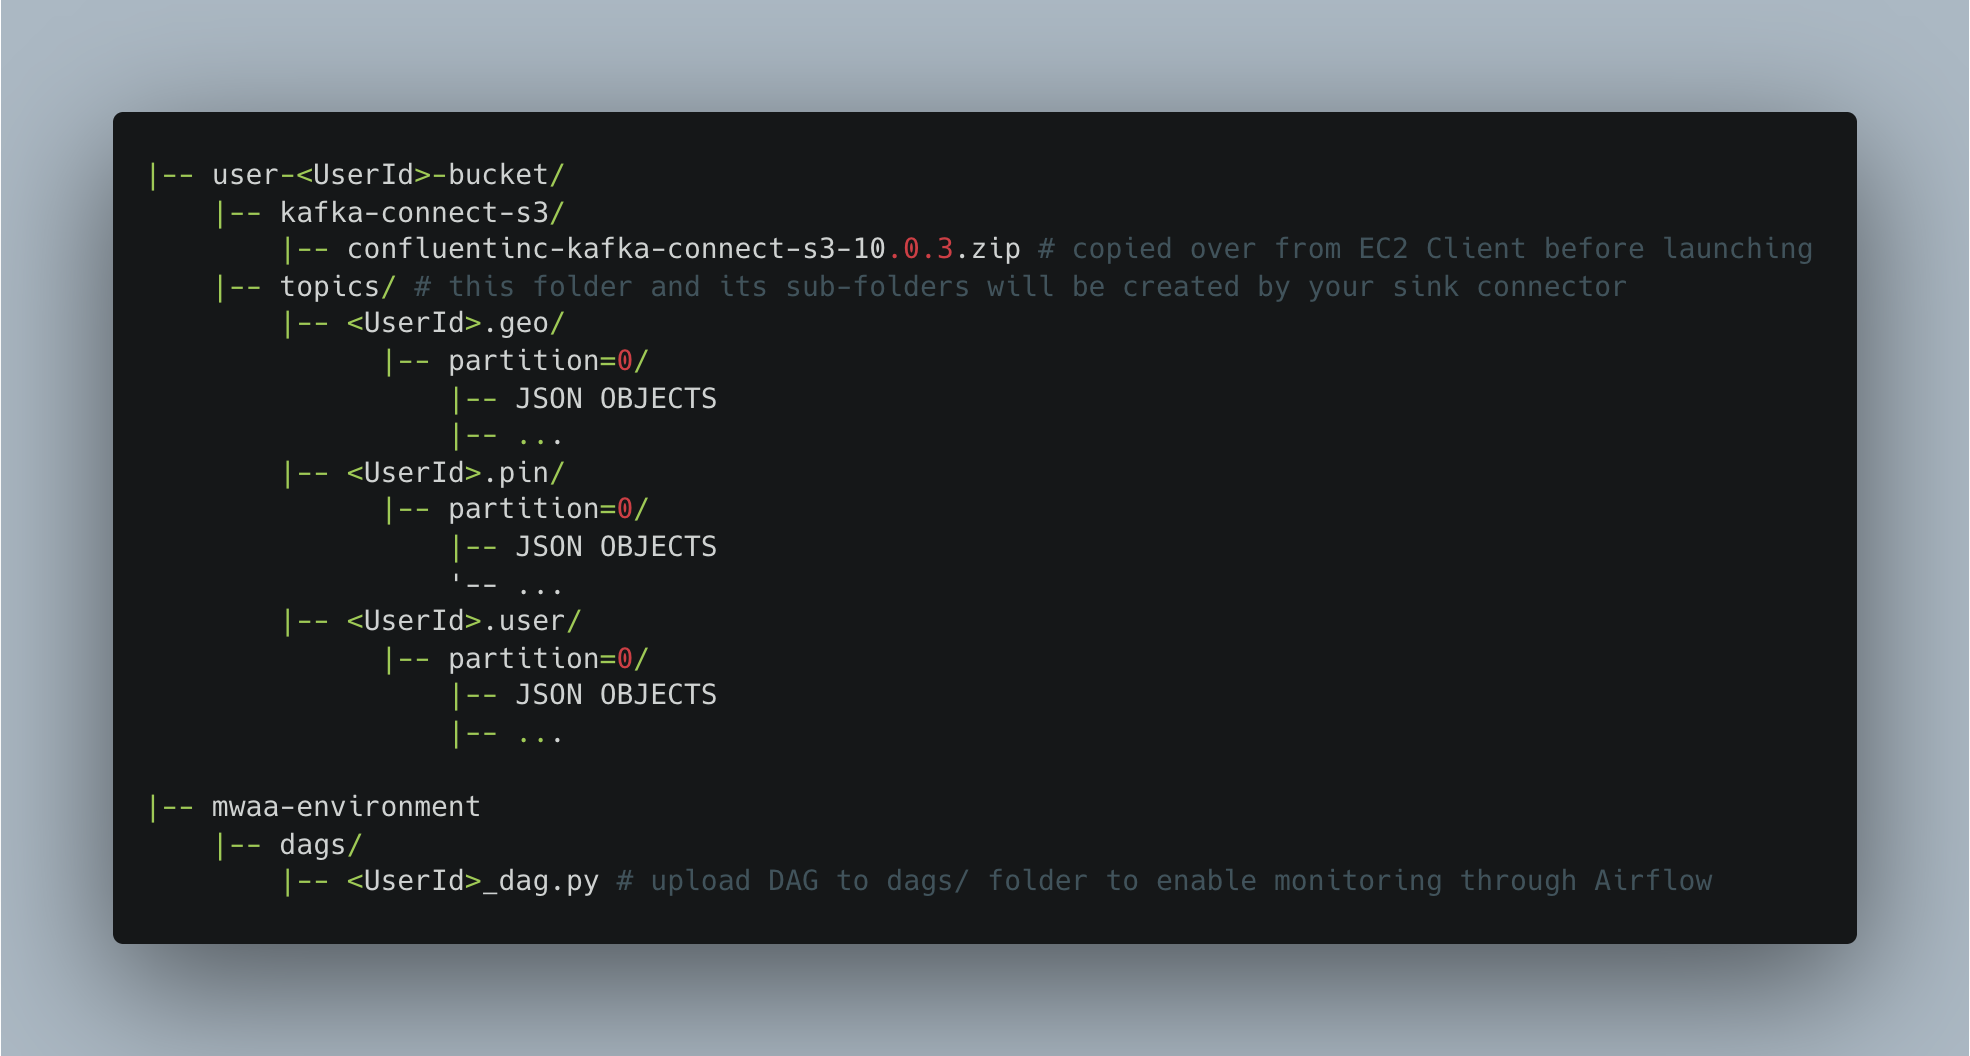 |-- user-<UserId>-bucket/
    |-- kafka-connect-s3/
        |-- confluentinc-kafka-connect-s3-10.0.3.zip # copied over from EC2 Client before launching
    |-- topics/ # this folder and its sub-folders will be created by your sink connector
        |-- <UserId>.geo/
              |-- partition=0/
                  |-- JSON OBJECTS
                  |-- ...
        |-- <UserId>.pin/
              |-- partition=0/
                  |-- JSON OBJECTS
                  '-- ...
        |-- <UserId>.user/
              |-- partition=0/
                  |-- JSON OBJECTS
                  |-- ...

|-- mwaa-environment
    |-- dags/
        |-- <UserId>_dag.py # upload DAG to dags/ folder to enable monitoring through Airflow